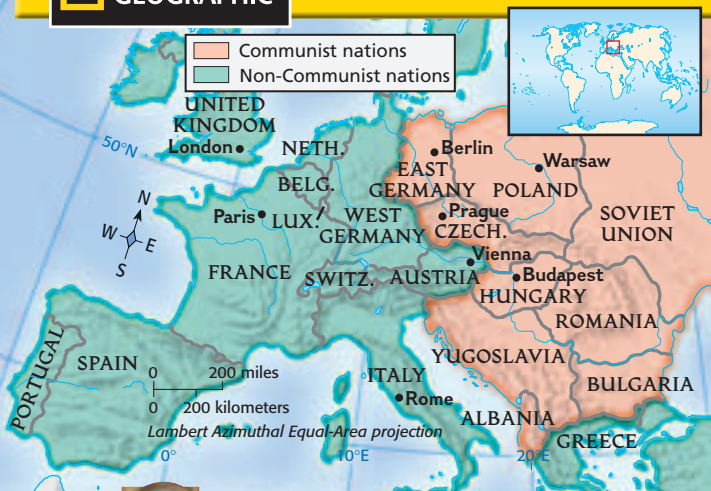 GEOGRAPHIC
Communist nations
Non-Communist nations
UNITED
KINGDOM
London
50°N
NETH.
BELG.
LUX.
Paris
WEST
GERMANY
EAST
GERMANY
Berlin
Warsaw
POLAND
Prague
CZECH.
SOVIET
UNION
N
W
E
S
Vienna
FRANCE
SWITZ.
AUSTRIA
Budapest
HUNGARY
ROMANIA
YUGOSLAVIA
BULGARIA
PORTUGAL
SPAIN
0 200 miles
0 200 kilometers
Lambert Azimuthal Equal-Area projection
ITALY
Rome
ALBANIA
GREECE
0°
10°E
20°E